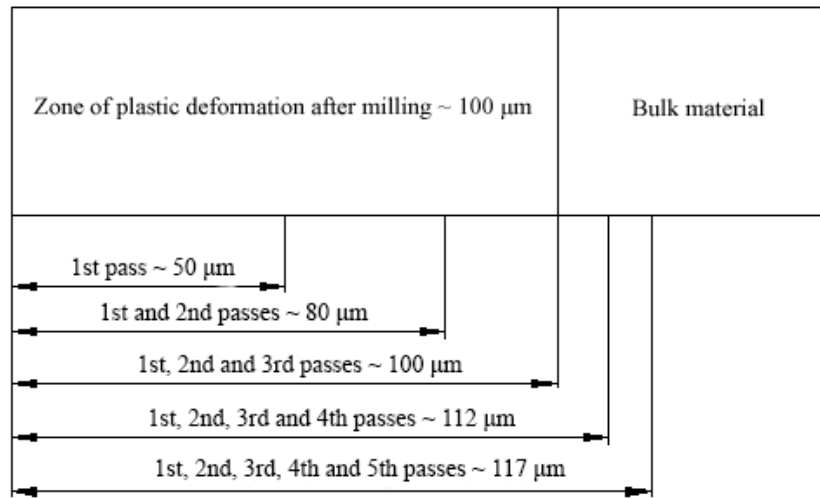 Zone of plastic deformation after milling ~ 100 μm
Bulk material
1st pass ~ 50 μm
1st and 2nd passes ~ 80 μm
1st, 2nd and 3rd passes ~ 100 μm
1st, 2nd, 3rd and 4th passes ~ 112 μm
1st, 2nd, 3rd, 4th and 5th passes ~ 117 μm